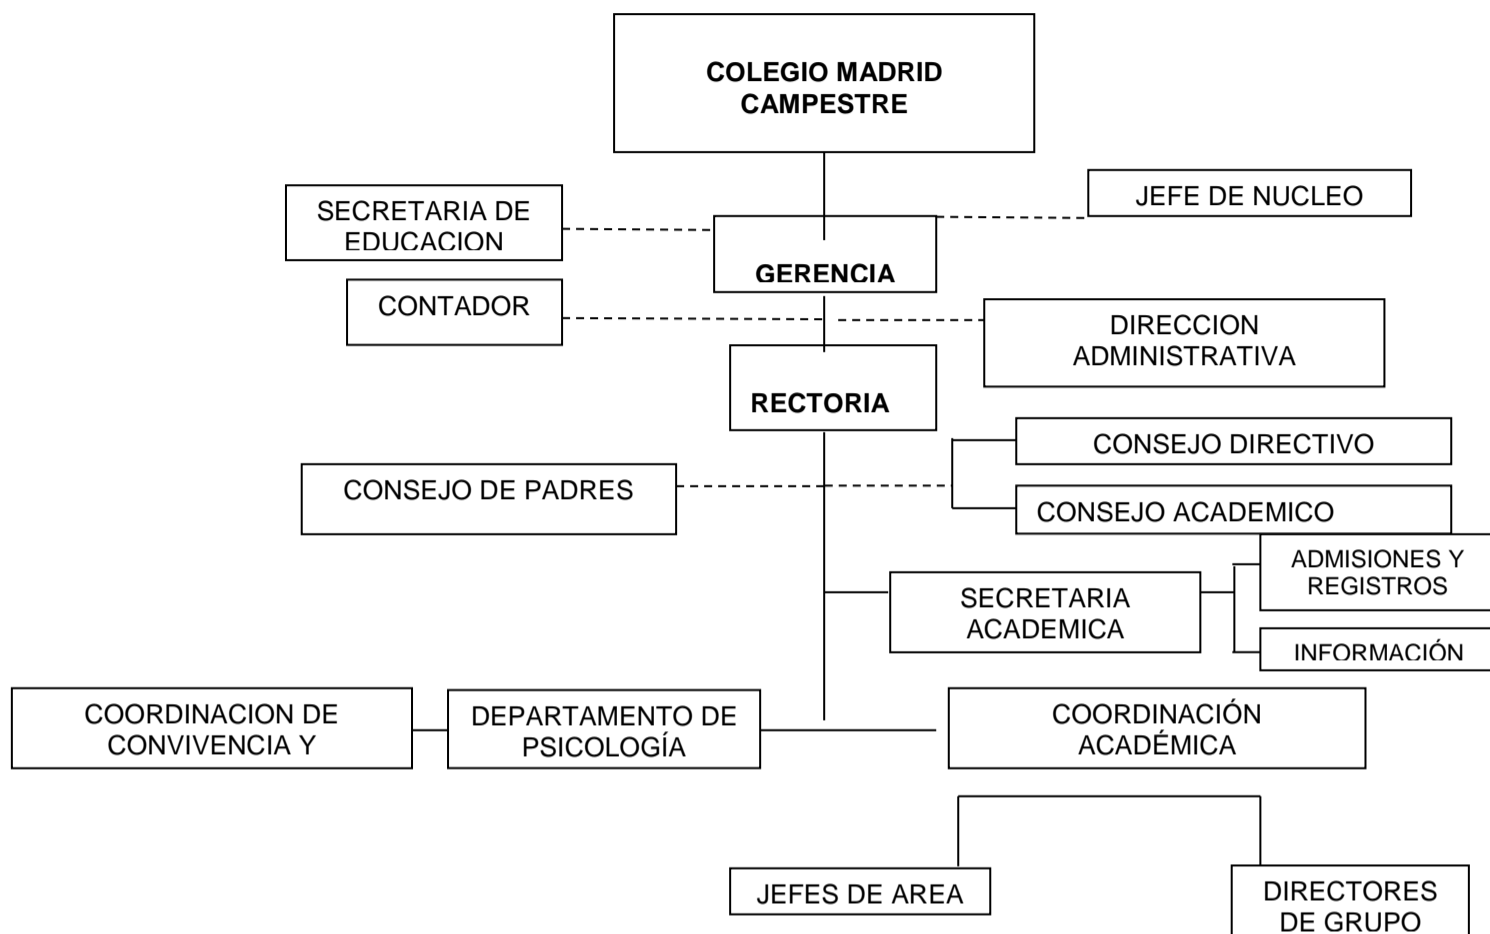 COLEGIO MADRID
CAMPESTRE
JEFE DE NUCLEO
SECRETARIA DE
EDUCACION
GERENCIA
CONTADOR
DIRECCION
ADMINISTRATIVA
RECTORIA
CONSEJO DIRECTIVO
CONSEJO DE PADRES
CONSEJO ACADEMICO
ADMISIONES Y
REGISTROS
SECRETARIA
ACADEMICA
INFORMACIÓN
COORDINACION DE
CONVIVENCIA Y
DEPARTAMENTO DE
PSICOLOGÍA
COORDINACIÓN
ACADÉMICA
JEFES DE AREA
DIRECTORES
DE GRUPO